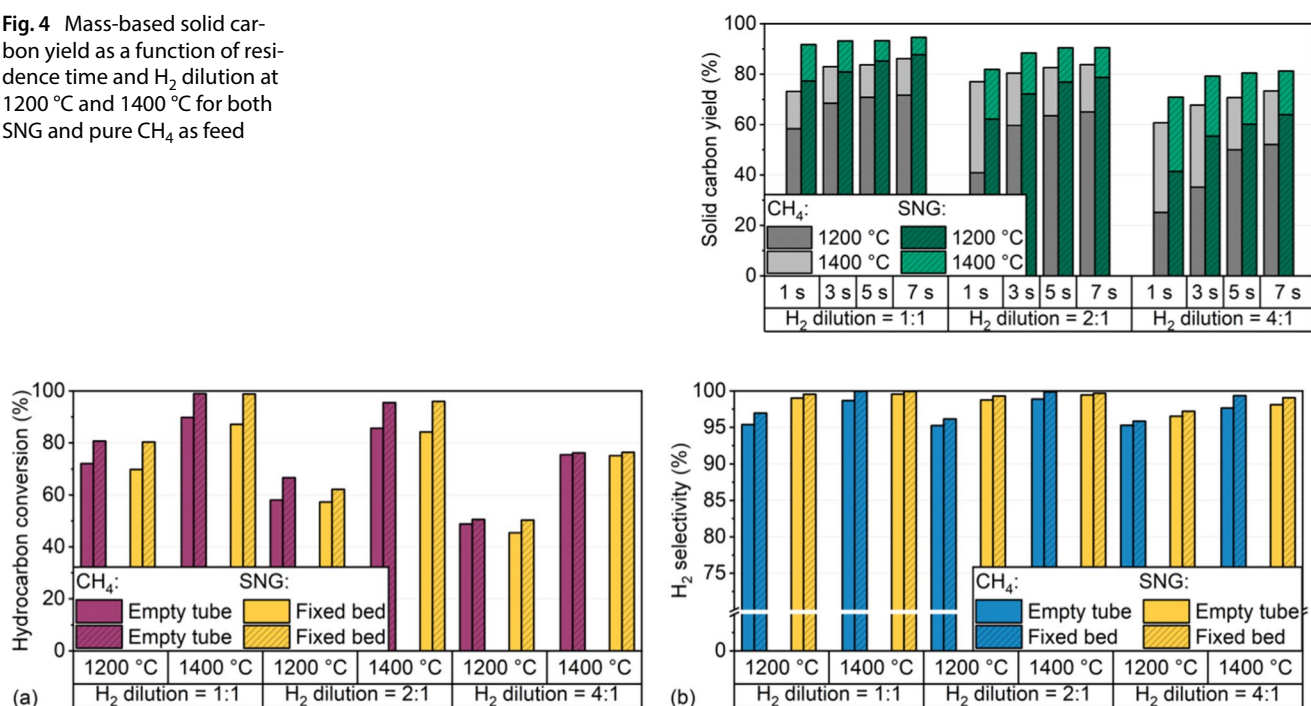 Fig. 4 Mass-based solid car-
bon yield as a function of resi-
dence time and H₂ dilution at
1200 °C and 1400 °C for both
SNG and pure CH₄ as feed
Solid carbon yield (%)
100
80
60
40
20
0
CH₄: SNG:
1200 °C 1200 °C
1400 °C 1400 °C
1 s 3 s 5 s 7 s 1 s 3 s 5 s 7 s 1 s 3 s 5 s 7 s
H₂ dilution = 1:1 H₂ dilution = 2:1 H₂ dilution = 4:1
Hydrocarbon conversion (%)
100
80
60
40
20
0
CH₄: SNG:
Empty tube Fixed bed
Empty tube Fixed bed
1200 °C 1400 °C 1200 °C 1400 °C 1200 °C 1400 °C
H₂ dilution = 1:1 H₂ dilution = 2:1 H₂ dilution = 4:1
(a)
H₂ selectivity (%)
100
95
90
85
80
75
0
CH₄: SNG:
Empty tube Empty tube
Fixed bed Fixed bed
1200 °C 1400 °C 1200 °C 1400 °C 1200 °C 1400 °C
H₂ dilution = 1:1 H₂ dilution = 2:1 H₂ dilution = 4:1
(b)